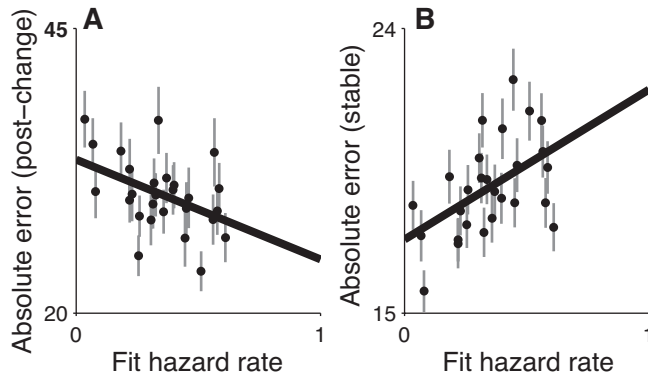 A
B
45
Absolute error (post−change)
20
0
1
Fit hazard rate
24
Absolute error (stable)
15
0
1
Fit hazard rate